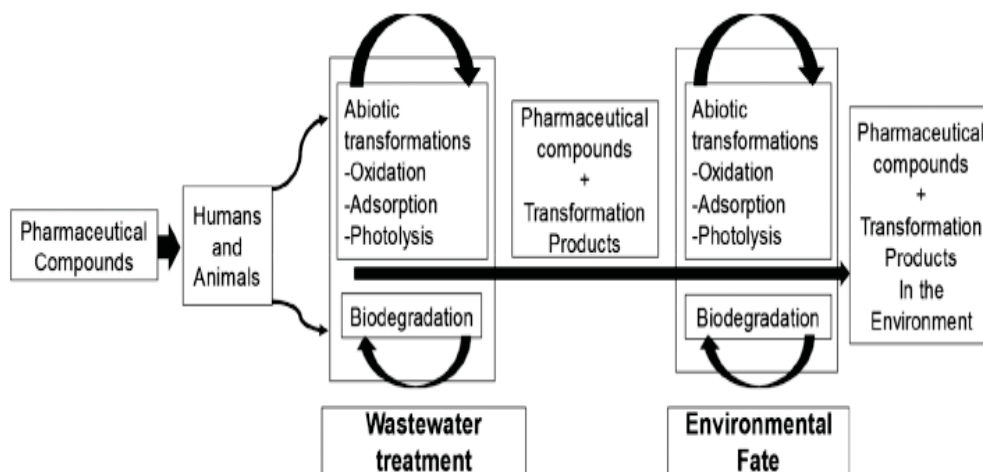 Pharmaceutical
Compounds
Humans
and
Animals
Abiotic
transformations
-Oxidation
-Adsorption
-Photolysis
Biodegradation
Wastewater
treatment
Pharmaceutical
compounds
+
Transformation
Products
Abiotic
transformations
-Oxidation
-Adsorption
-Photolysis
Biodegradation
Environmental
Fate
Pharmaceutical
compounds
+
Transformation
Products
In the
Environment